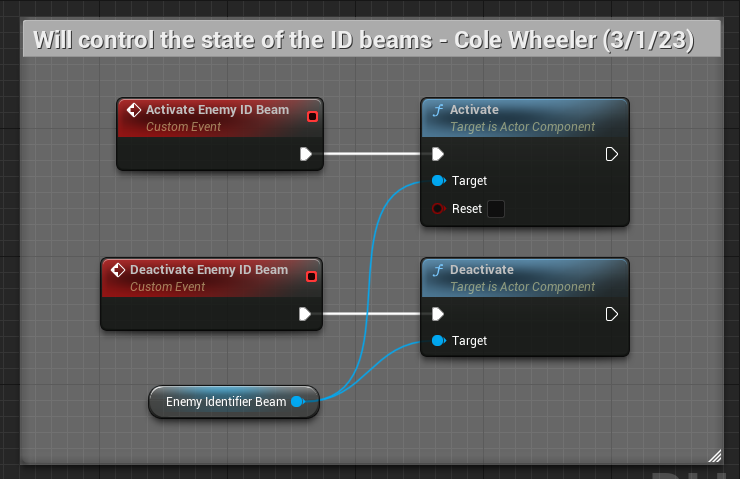 Will control the state of the ID beams - Cole Wheeler (3/1/23)
Activate Enemy ID Beam
Custom Event
Activate
Target is Actor Component
Target
Reset
Deactivate Enemy ID Beam
Custom Event
Deactivate
Target is Actor Component
Target
Enemy Identifier Beam